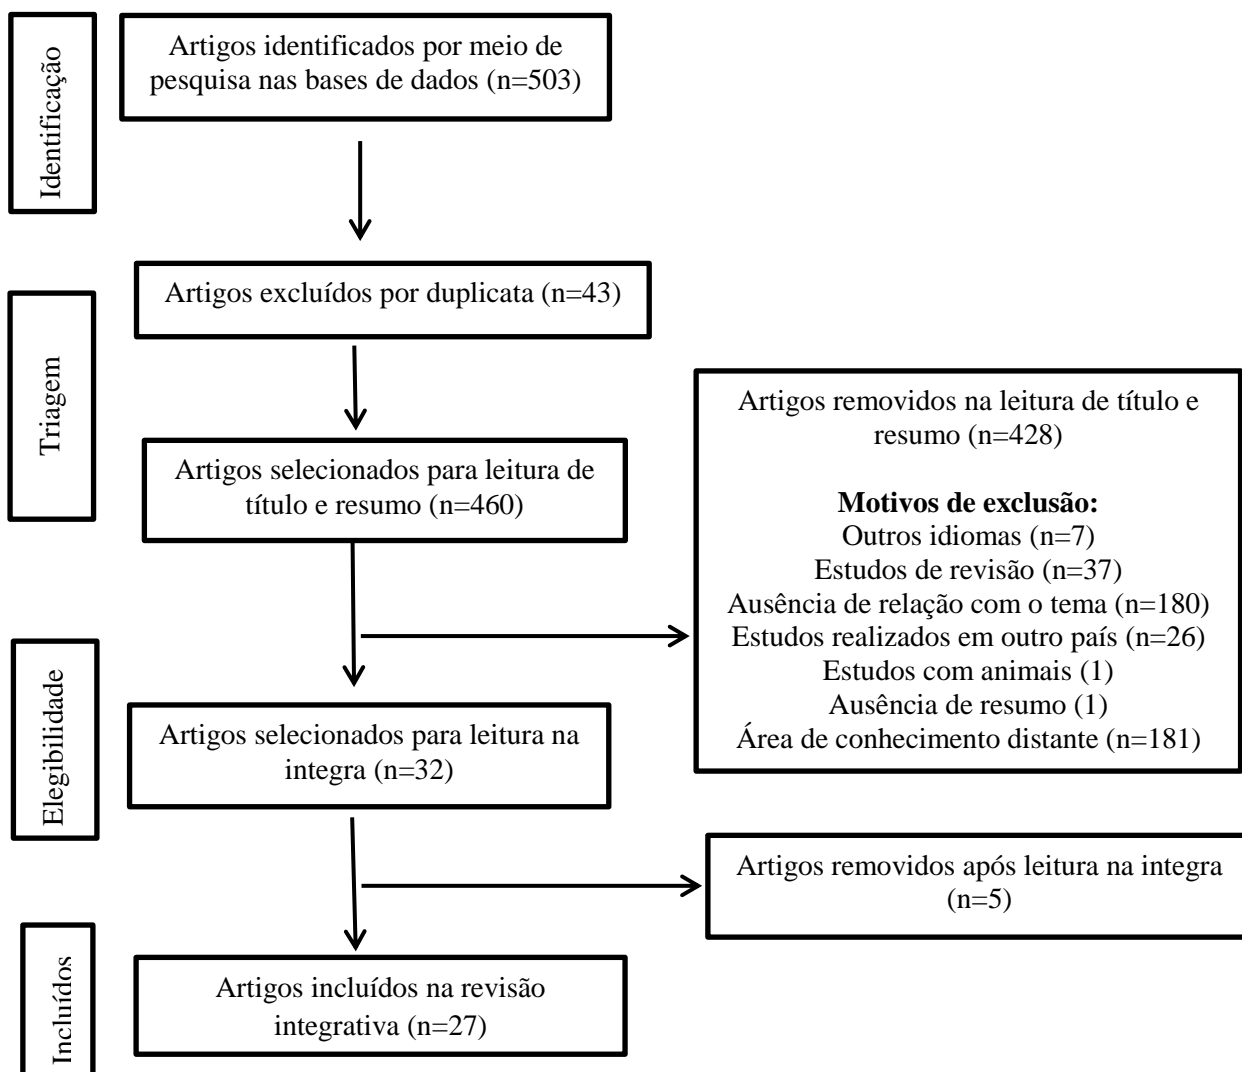 Identificação
Artigos identificados por meio de
pesquisa nas bases de dados (n=503)
Triagem
Artigos excluídos por duplicata (n=43)
Artigos selecionados para leitura de
título e resumo (n=460)
Artigos removidos na leitura de título e
resumo (n=428)
Motivos de exclusão:
Outros idiomas (n=7)
Estudos de revisão (n=37)
Ausência de relação com o tema (n=180)
Estudos realizados em outro país (n=26)
Estudos com animais (1)
Ausência de resumo (1)
Área de conhecimento distante (n=181)
Elegibilidade
Artigos selecionados para leitura na
integra (n=32)
Artigos removidos após leitura na integra
(n=5)
Incluídos
Artigos incluídos na revisão
integrativa (n=27)